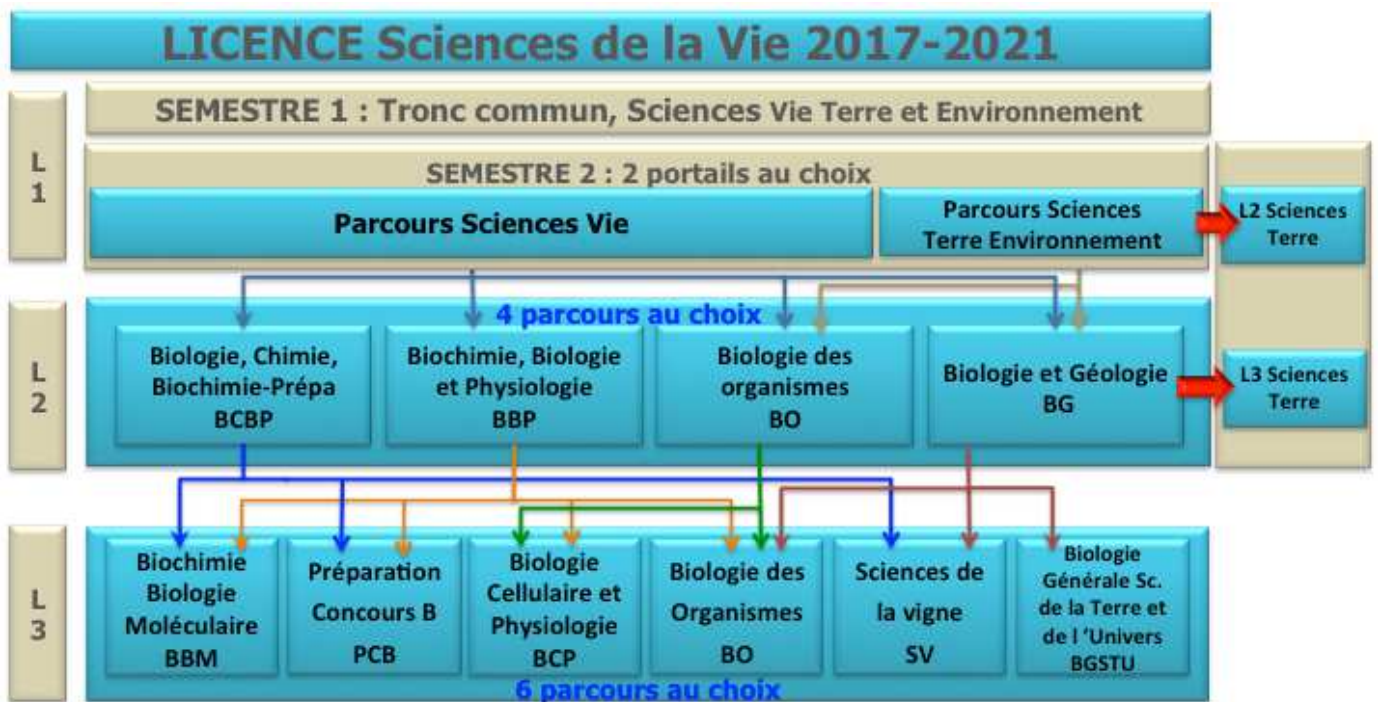 LICENCE Sciences de la Vie 2017-2021
L
1
SEMESTRE 1 : Tronc commun, Sciences Vie Terre et Environnement
SEMESTRE 2 : 2 portails au choix
Parcours Sciences Vie
Parcours Sciences
Terre Environnement
L2 Sciences
Terre
L
2
4 parcours au choix
Biologie, Chimie,
Biochimie-Prépa
BCBP
Biochimie, Biologie
et Physiologie
BBP
Biologie des
organismes
BO
Biologie et Géologie
BG
L3 Sciences
Terre
L
3
Biochimie
Biologie
Moléculaire
BBM
Préparation
Concours B
PCB
Biologie
Cellulaire et
Physiologie
BCP
Biologie des
Organismes
BO
Sciences de
la vigne
SV
Biologie
Générale Sc.
de la Terre et
de l ’Univers
BGSTU
6 parcours au choix